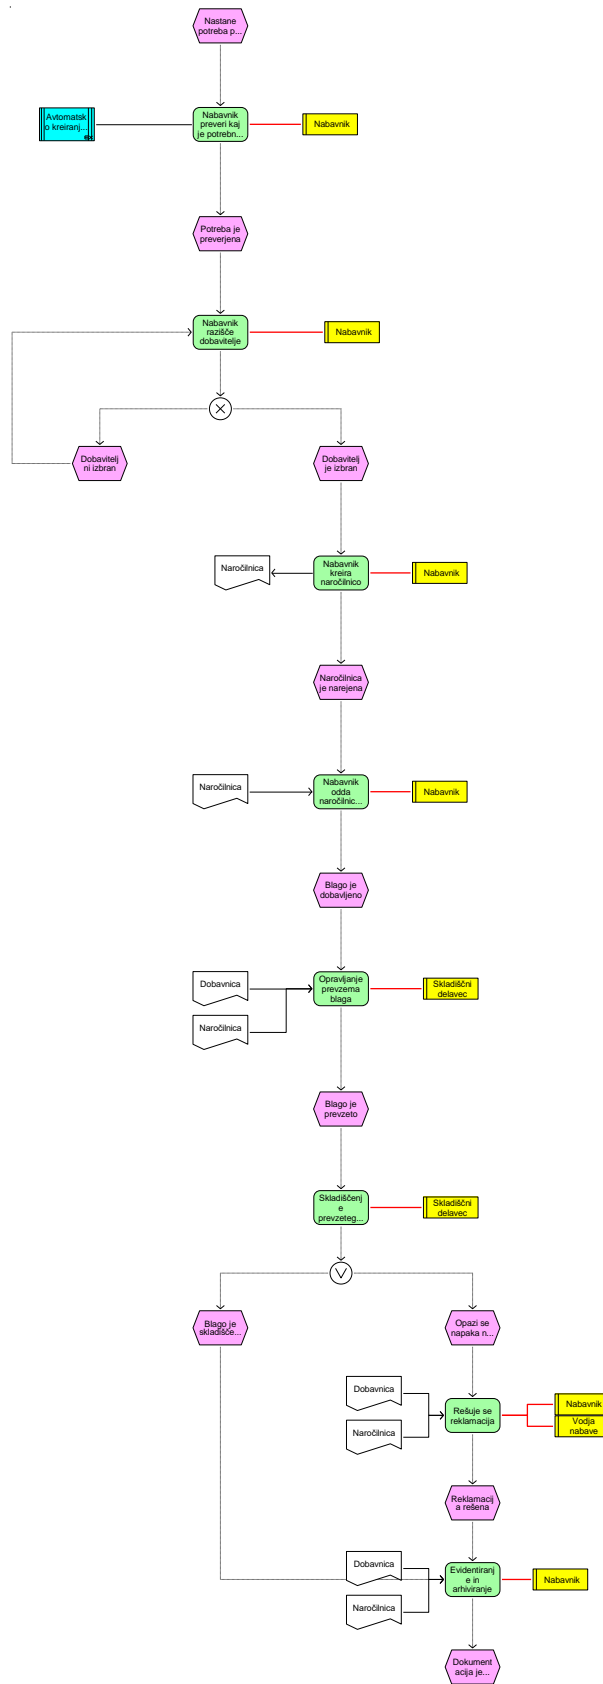 Nastane
potreba p...
Avtomatsk
o kreiranj...
Nabavnik
preveri kaj
je potrebn...
Nabavnik
Potreba je
preverjena
Nabavnik
razišče
dobavitelje
Nabavnik
Dobavitelj
ni izbran
Dobavitelj
je izbran
Naročilnica
Nabavnik
kreira
naročilnico
Nabavnik
Naročilnica
je narejena
Naročilnica
Nabavnik
odda
naročilnic...
Nabavnik
Blago je
dobavljeno
Dobavnica
Naročilnica
Opravljanje
prevzema
blaga
Skladiščni
delavec
Blago je
prevzeto
Skladiščenj
e
prevzeteg...
Skladiščni
delavec
Blago je
skladišče...
Opazi se
napaka n...
Dobavnica
Naročilnica
Rešuje se
reklamacija
Nabavnik
Vodja
nabave
Reklamacij
a rešena
Dobavnica
Naročilnica
Evidentiranj
e in
arhiviranje
Nabavnik
Dokument
acija je...